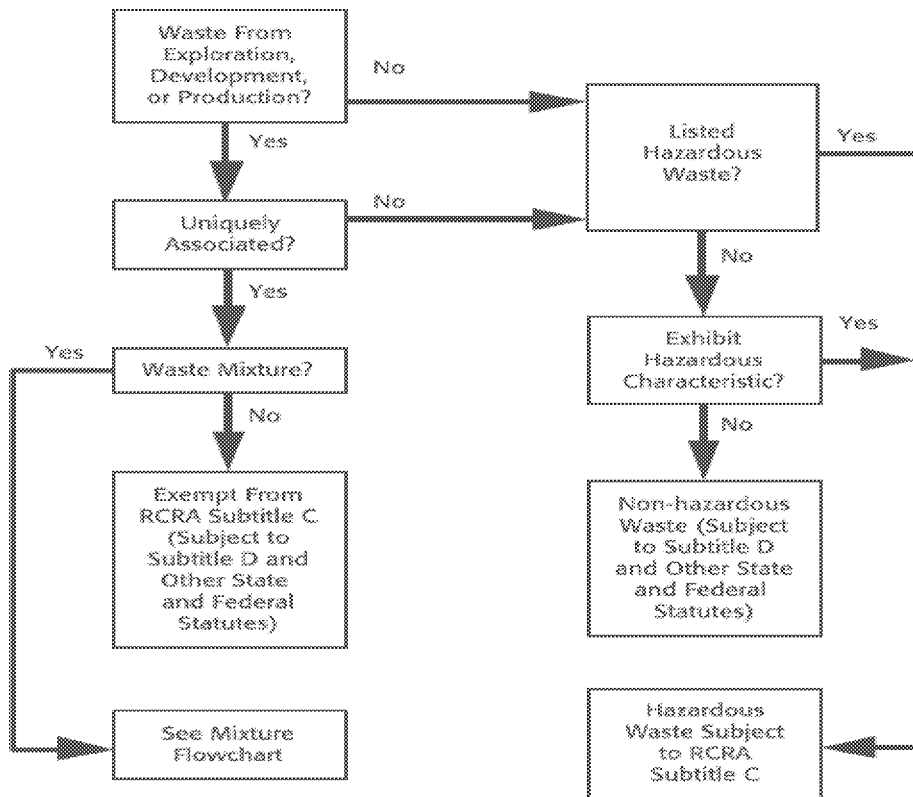 Waste From
Exploration,
Development,
or Production?
No
Yes
Listed
Hazardous
Waste?
Yes
Uniquely
Associated?
No
No
Yes
Yes
Waste Mixture?
No
Exhibit
Hazardous
Characteristic?
Yes
No
Exempt From
RCRA Subtitle C
(Subject to
Subtitle D and
Other State
and Federal
Statutes)
Non-hazardous
Waste (Subject
to Subtitle D
and Other State
and Federal
Statutes)
See Mixture
Flowchart
Hazardous
Waste Subject
to RCRA
Subtitle C